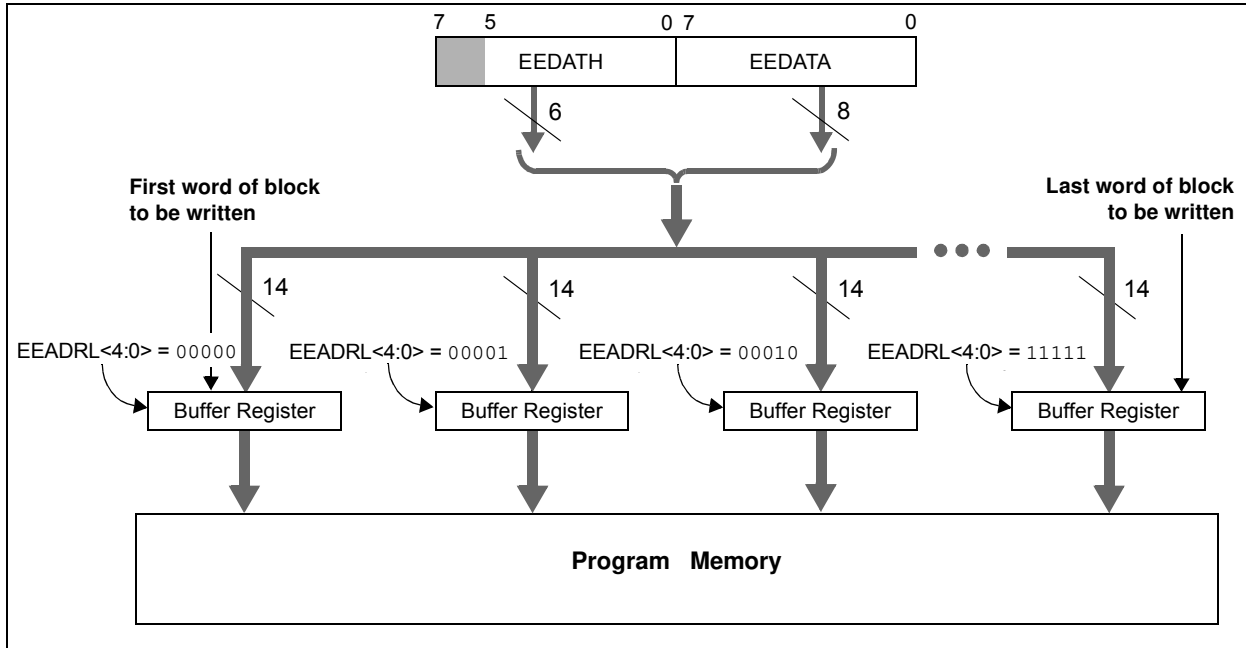 7 5 0 7 0
EEDATH EEDATA
6 8
First word of block
to be written
Last word of block
to be written
14 14 14 14
EEADRL<4:0> = 00000 EEADRL<4:0> = 00001 EEADRL<4:0> = 00010 EEADRL<4:0> = 11111
Buffer Register Buffer Register Buffer Register Buffer Register
Program Memory